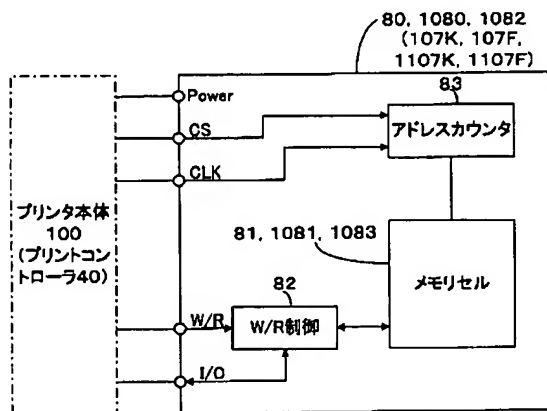 80, 1080, 1082
(107K, 107F,
1107K, 1107F)
Power
83
CS
アドレスカウンタ
CLK
プリンタ本体
100
(プリントコン
トローラ40)
81, 1081, 1083
メモリセル
82
W/R
W/R制御
I/O